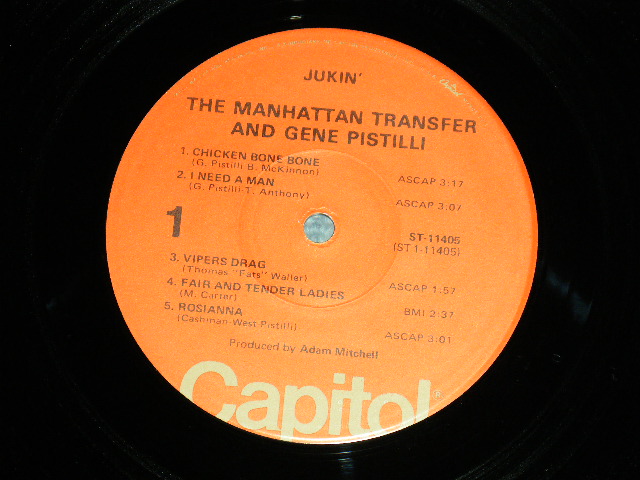 JUKIN'
THE MANHATTAN TRANSFER
AND GENE PISTILLI
1. CHICKEN BONE BONE
(G. Pistilli B. McKinnon)
ASCAP 3:17
2. I NEED A MAN
(G. Pistilli-T. Anthony)
ASCAP 3:07
1
ST-11405
(ST 1-11405)
3. VIPERS DRAG
(Thomas "Fats" Waller)
ASCAP 1:57
4. FAIR AND TENDER LADIES
(M. Carter)
BMI 2:37
5. ROSIANNA
(Cashman-West Pistilli)
ASCAP 3:01
Produced by Adam Mitchell
Capitol®